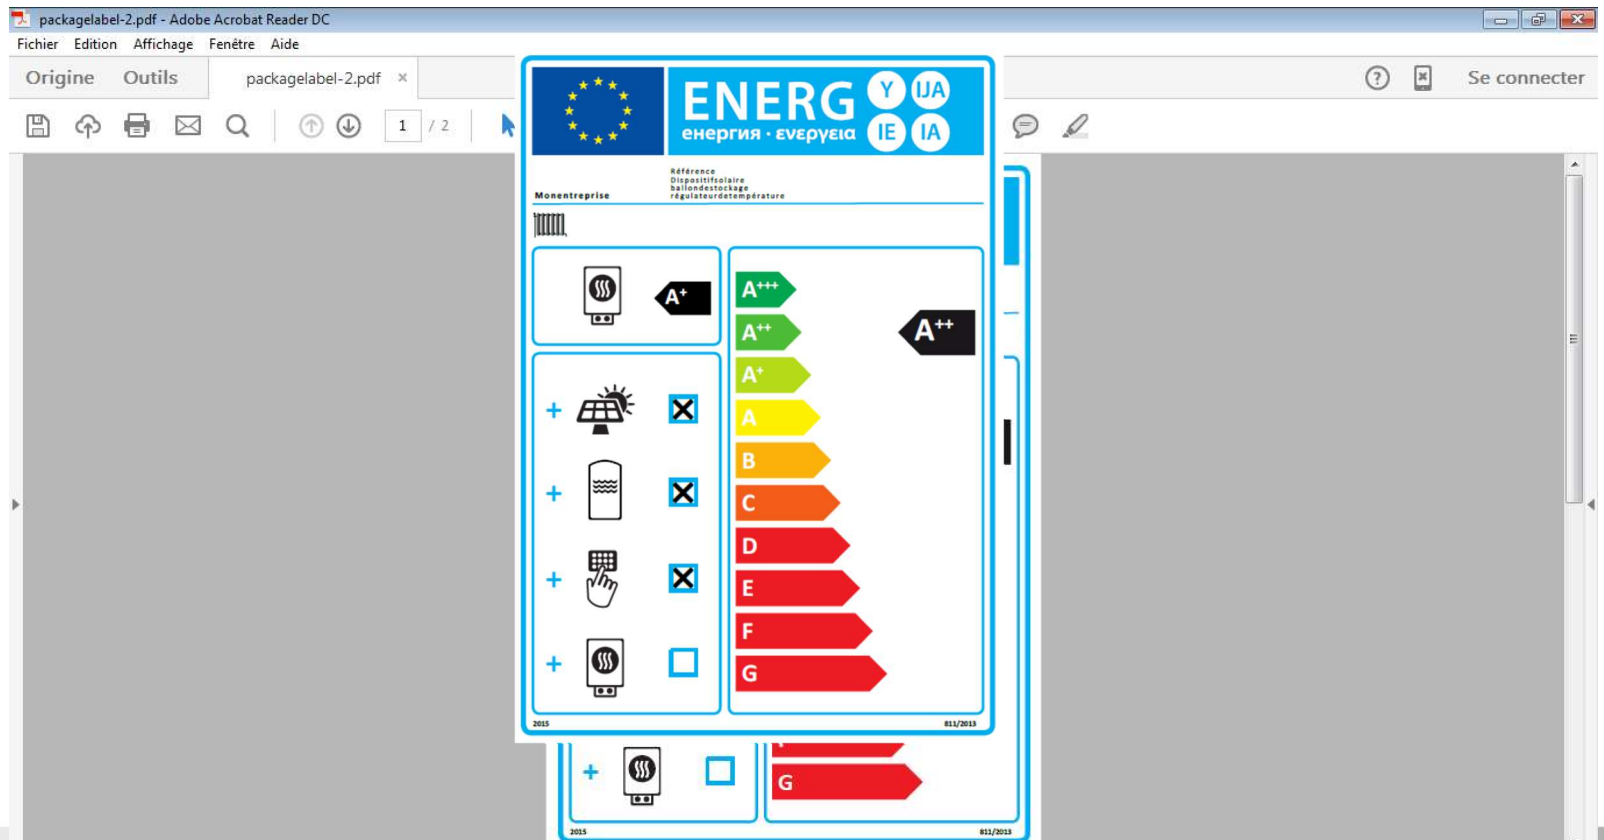 packagelabel-2.pdf - Adobe Acrobat Reader DC
Fichier Edition Affichage Fenêtre Aide
Origine Outils packagelabel-2.pdf × Se connecter
1 / 2
ENERG Y IJA
енергия · ενεργεια IE IA
Référence
Dispositifsolaire
ballondestockage
Monentreprise régulateurdetempérature
A+
A+++
A++
A++
A+
A
B
C
D
E
F
G
+
+
+
+
2015 811/2013
+
G
2015 811/2013